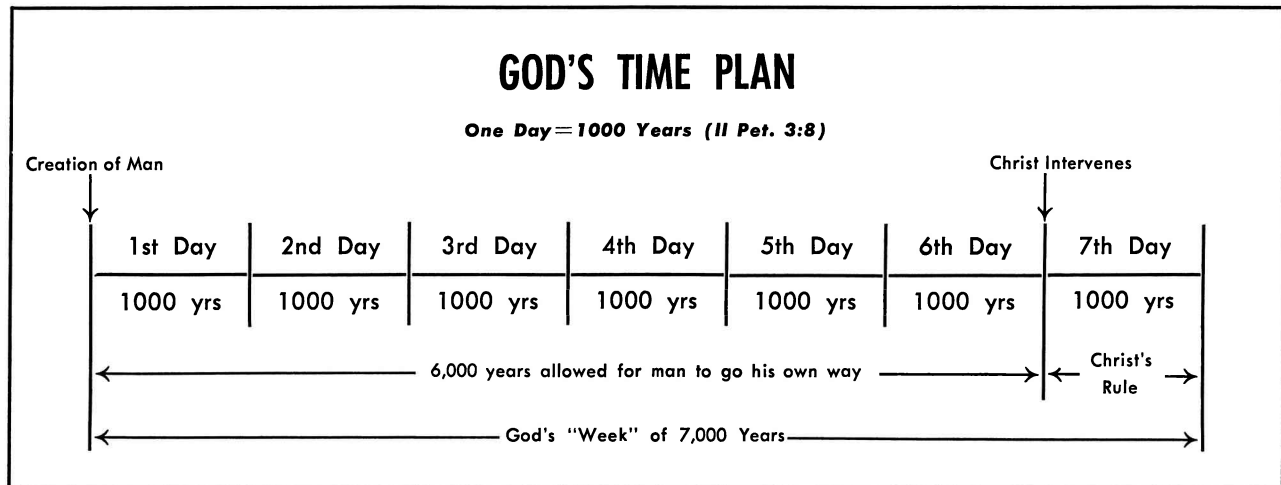 GOD'S TIME PLAN
One Day=1000 Years (II Pet. 3:8)
Creation of Man
Christ Intervenes
1st Day 2nd Day 3rd Day 4th Day 5th Day 6th Day 7th Day
1000 yrs 1000 yrs 1000 yrs 1000 yrs 1000 yrs 1000 yrs 1000 yrs
6,000 years allowed for man to go his own way
Christ's
Rule
God's "Week" of 7,000 Years